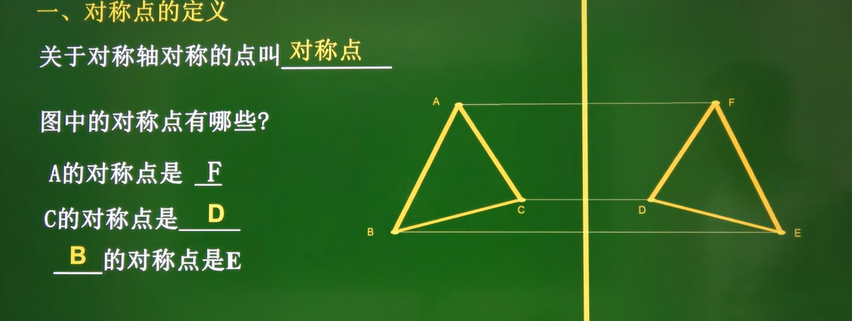 一、对称点的定义
关于对称轴对称的点叫 对称点
图中的对称点有哪些?
A的对称点是 F
C的对称点是 D
B 的对称点是E
A
F
C
D
B
E